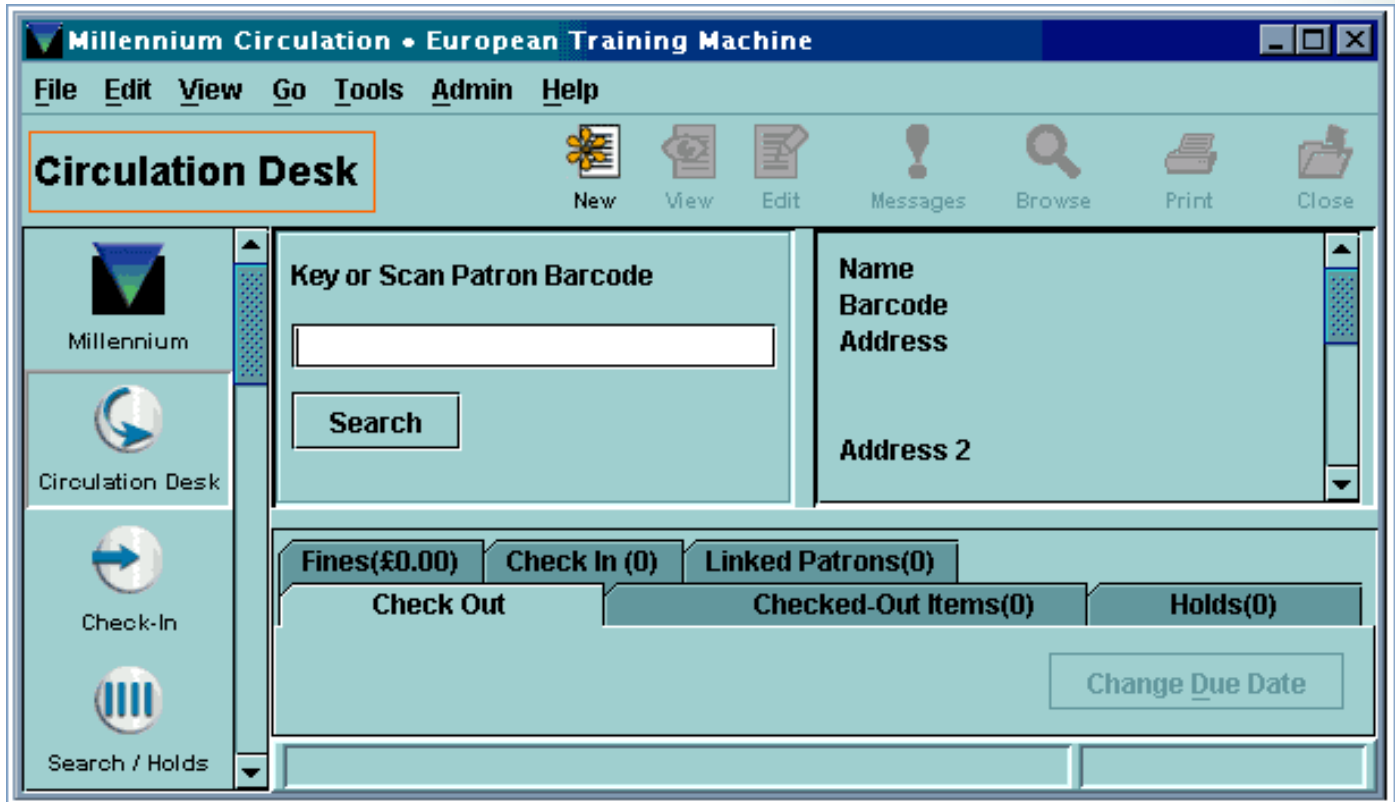 Millennium Circulation • European Training Machine
File Edit View Go Tools Admin Help
Circulation Desk
New View Edit Messages Browse Print Close
Millennium
Circulation Desk
Check-In
Search / Holds
Key or Scan Patron Barcode
Search
Name
Barcode
Address
Address 2
Fines(£0.00) Check In (0) Linked Patrons(0)
Check Out Checked-Out Items(0) Holds(0)
Change Due Date